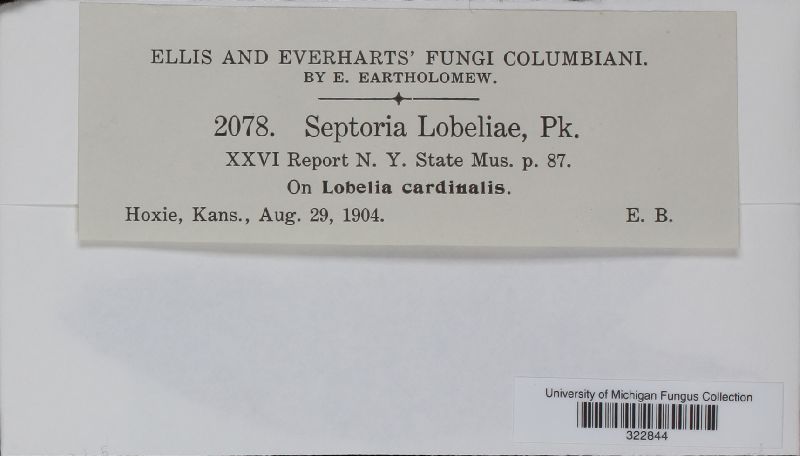 ELLIS AND EVERHARTS' FUNGI COLUMBIANI.
BY E. EARTHOLOMEW.
2078. Septoria Lobeliae, Pk.
XXVI Report N. Y. State Mus. p. 87.
On Lobelia cardinalis.
Hoxie, Kans., Aug. 29, 1904. E. B.
University of Michigan Fungus Collection
322844